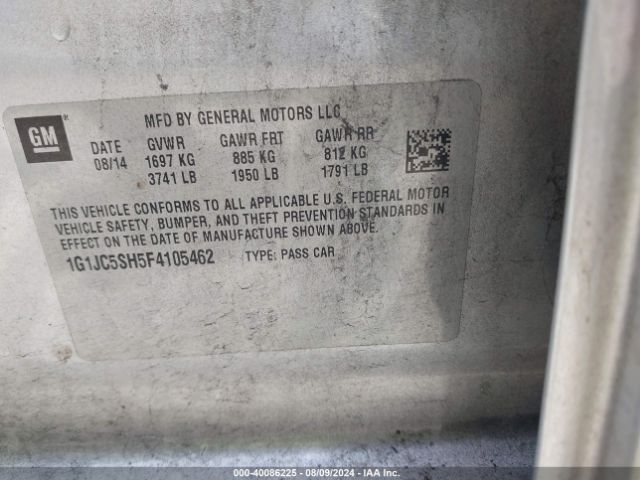 MFD BY GENERAL MOTORS LLC
GM
DATE GVWR GAWR FRT GAWR RR
08/14 1697 KG 885 KG 812 KG
3741 LB 1950 LB 1791 LB
THIS VEHICLE CONFORMS TO ALL APPLICABLE U.S. FEDERAL MOTOR
VEHICLE SAFETY, BUMPER, AND THEFT PREVENTION STANDARDS IN
EFFECT ON THE DATE OF MANUFACTURE SHOWN ABOVE.
1G1JC5SH5F4105462 TYPE: PASS CAR
000-40086225 - 08/09/2024 - IAA Inc.